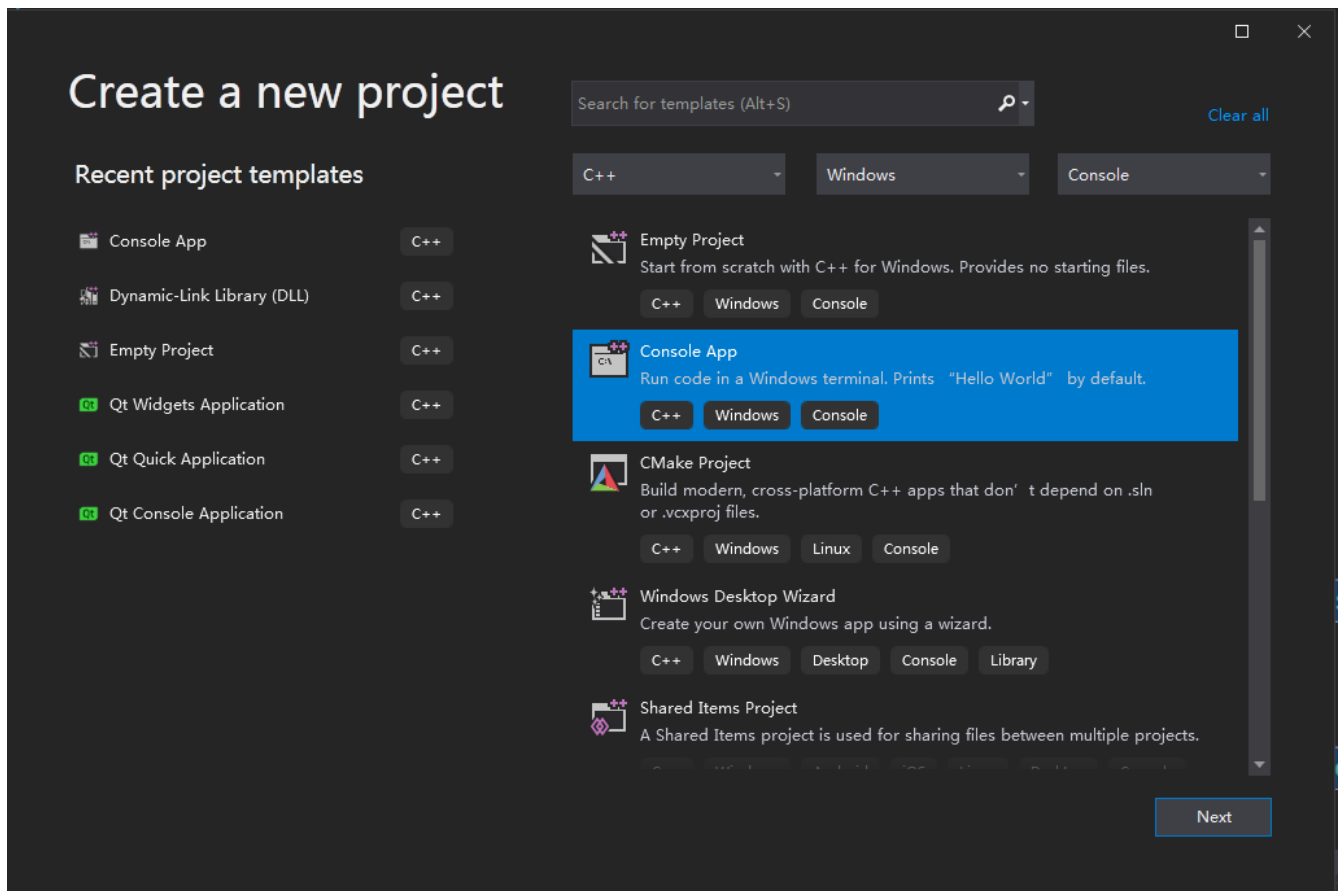 Create a new project
Search for templates (Alt+S)
Clear all
Recent project templates
C++
Windows
Console
Console App
C++
Dynamic-Link Library (DLL)
C++
Empty Project
C++
Qt Widgets Application
C++
Qt Quick Application
C++
Qt Console Application
C++
Empty Project
Start from scratch with C++ for Windows. Provides no starting files.
C++ Windows Console
Console App
Run code in a Windows terminal. Prints “Hello World” by default.
C++ Windows Console
CMake Project
Build modern, cross-platform C++ apps that don’t depend on .sln
or .vcxproj files.
C++ Windows Linux Console
Windows Desktop Wizard
Create your own Windows app using a wizard.
C++ Windows Desktop Console Library
Shared Items Project
A Shared Items project is used for sharing files between multiple projects.
Next